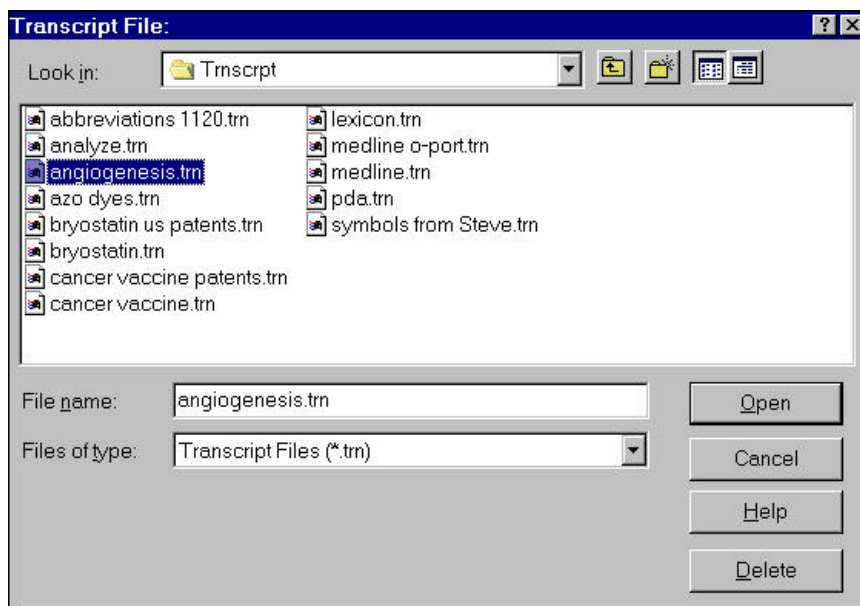 Transcript File:
Look in:
Trnscrpt
abbreviations 1120.trn
analyze.trn
angiogenesis.trn
azo dyes.trn
bryostatin us patents.trn
bryostatin.trn
cancer vaccine patents.trn
cancer vaccine.trn
lexicon.trn
medline o-port.trn
medline.trn
pda.trn
symbols from Steve.trn
File name:
angiogenesis.trn
Open
Files of type:
Transcript Files (*.trn)
Cancel
Help
Delete